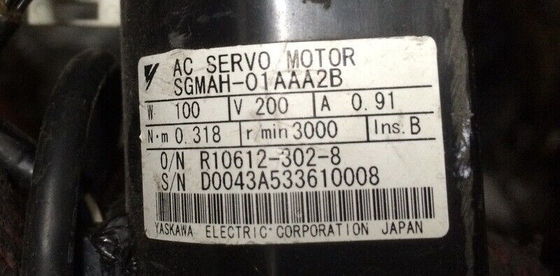 AC SERVO MOTOR
SGMAH-01AAA2B
W 100 V 200 A 0.91
N·m 0.318 r/min 3000 Ins. B
O/N R10612-302-8
S/N D0043A533610008
YASKAWA ELECTRIC CORPORATION JAPAN